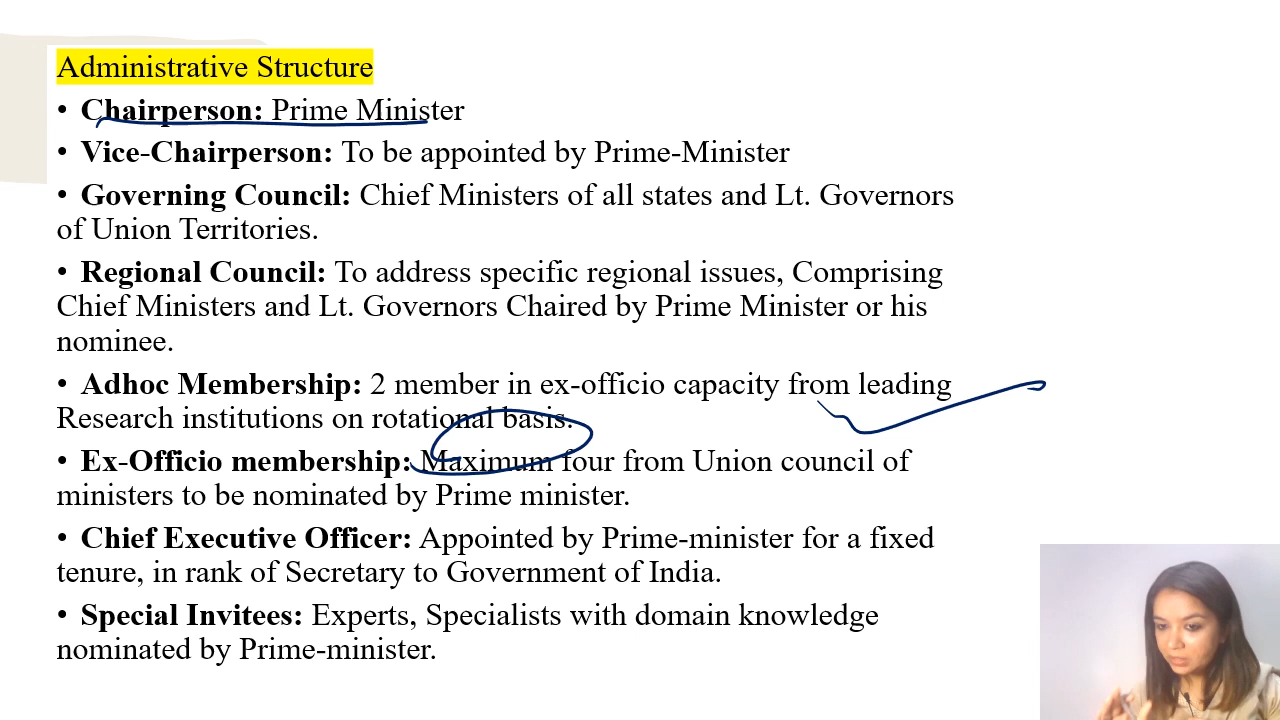 Administrative Structure
• Chairperson: Prime Minister
• Vice-Chairperson: To be appointed by Prime-Minister
• Governing Council: Chief Ministers of all states and Lt. Governors
of Union Territories.
• Regional Council: To address specific regional issues, Comprising
Chief Ministers and Lt. Governors Chaired by Prime Minister or his
nominee.
• Adhoc Membership: 2 member in ex-officio capacity from leading
Research institutions on rotational basis.
• Ex-Officio membership: Maximum four from Union council of
ministers to be nominated by Prime minister.
• Chief Executive Officer: Appointed by Prime-minister for a fixed
tenure, in rank of Secretary to Government of India.
• Special Invitees: Experts, Specialists with domain knowledge
nominated by Prime-minister.